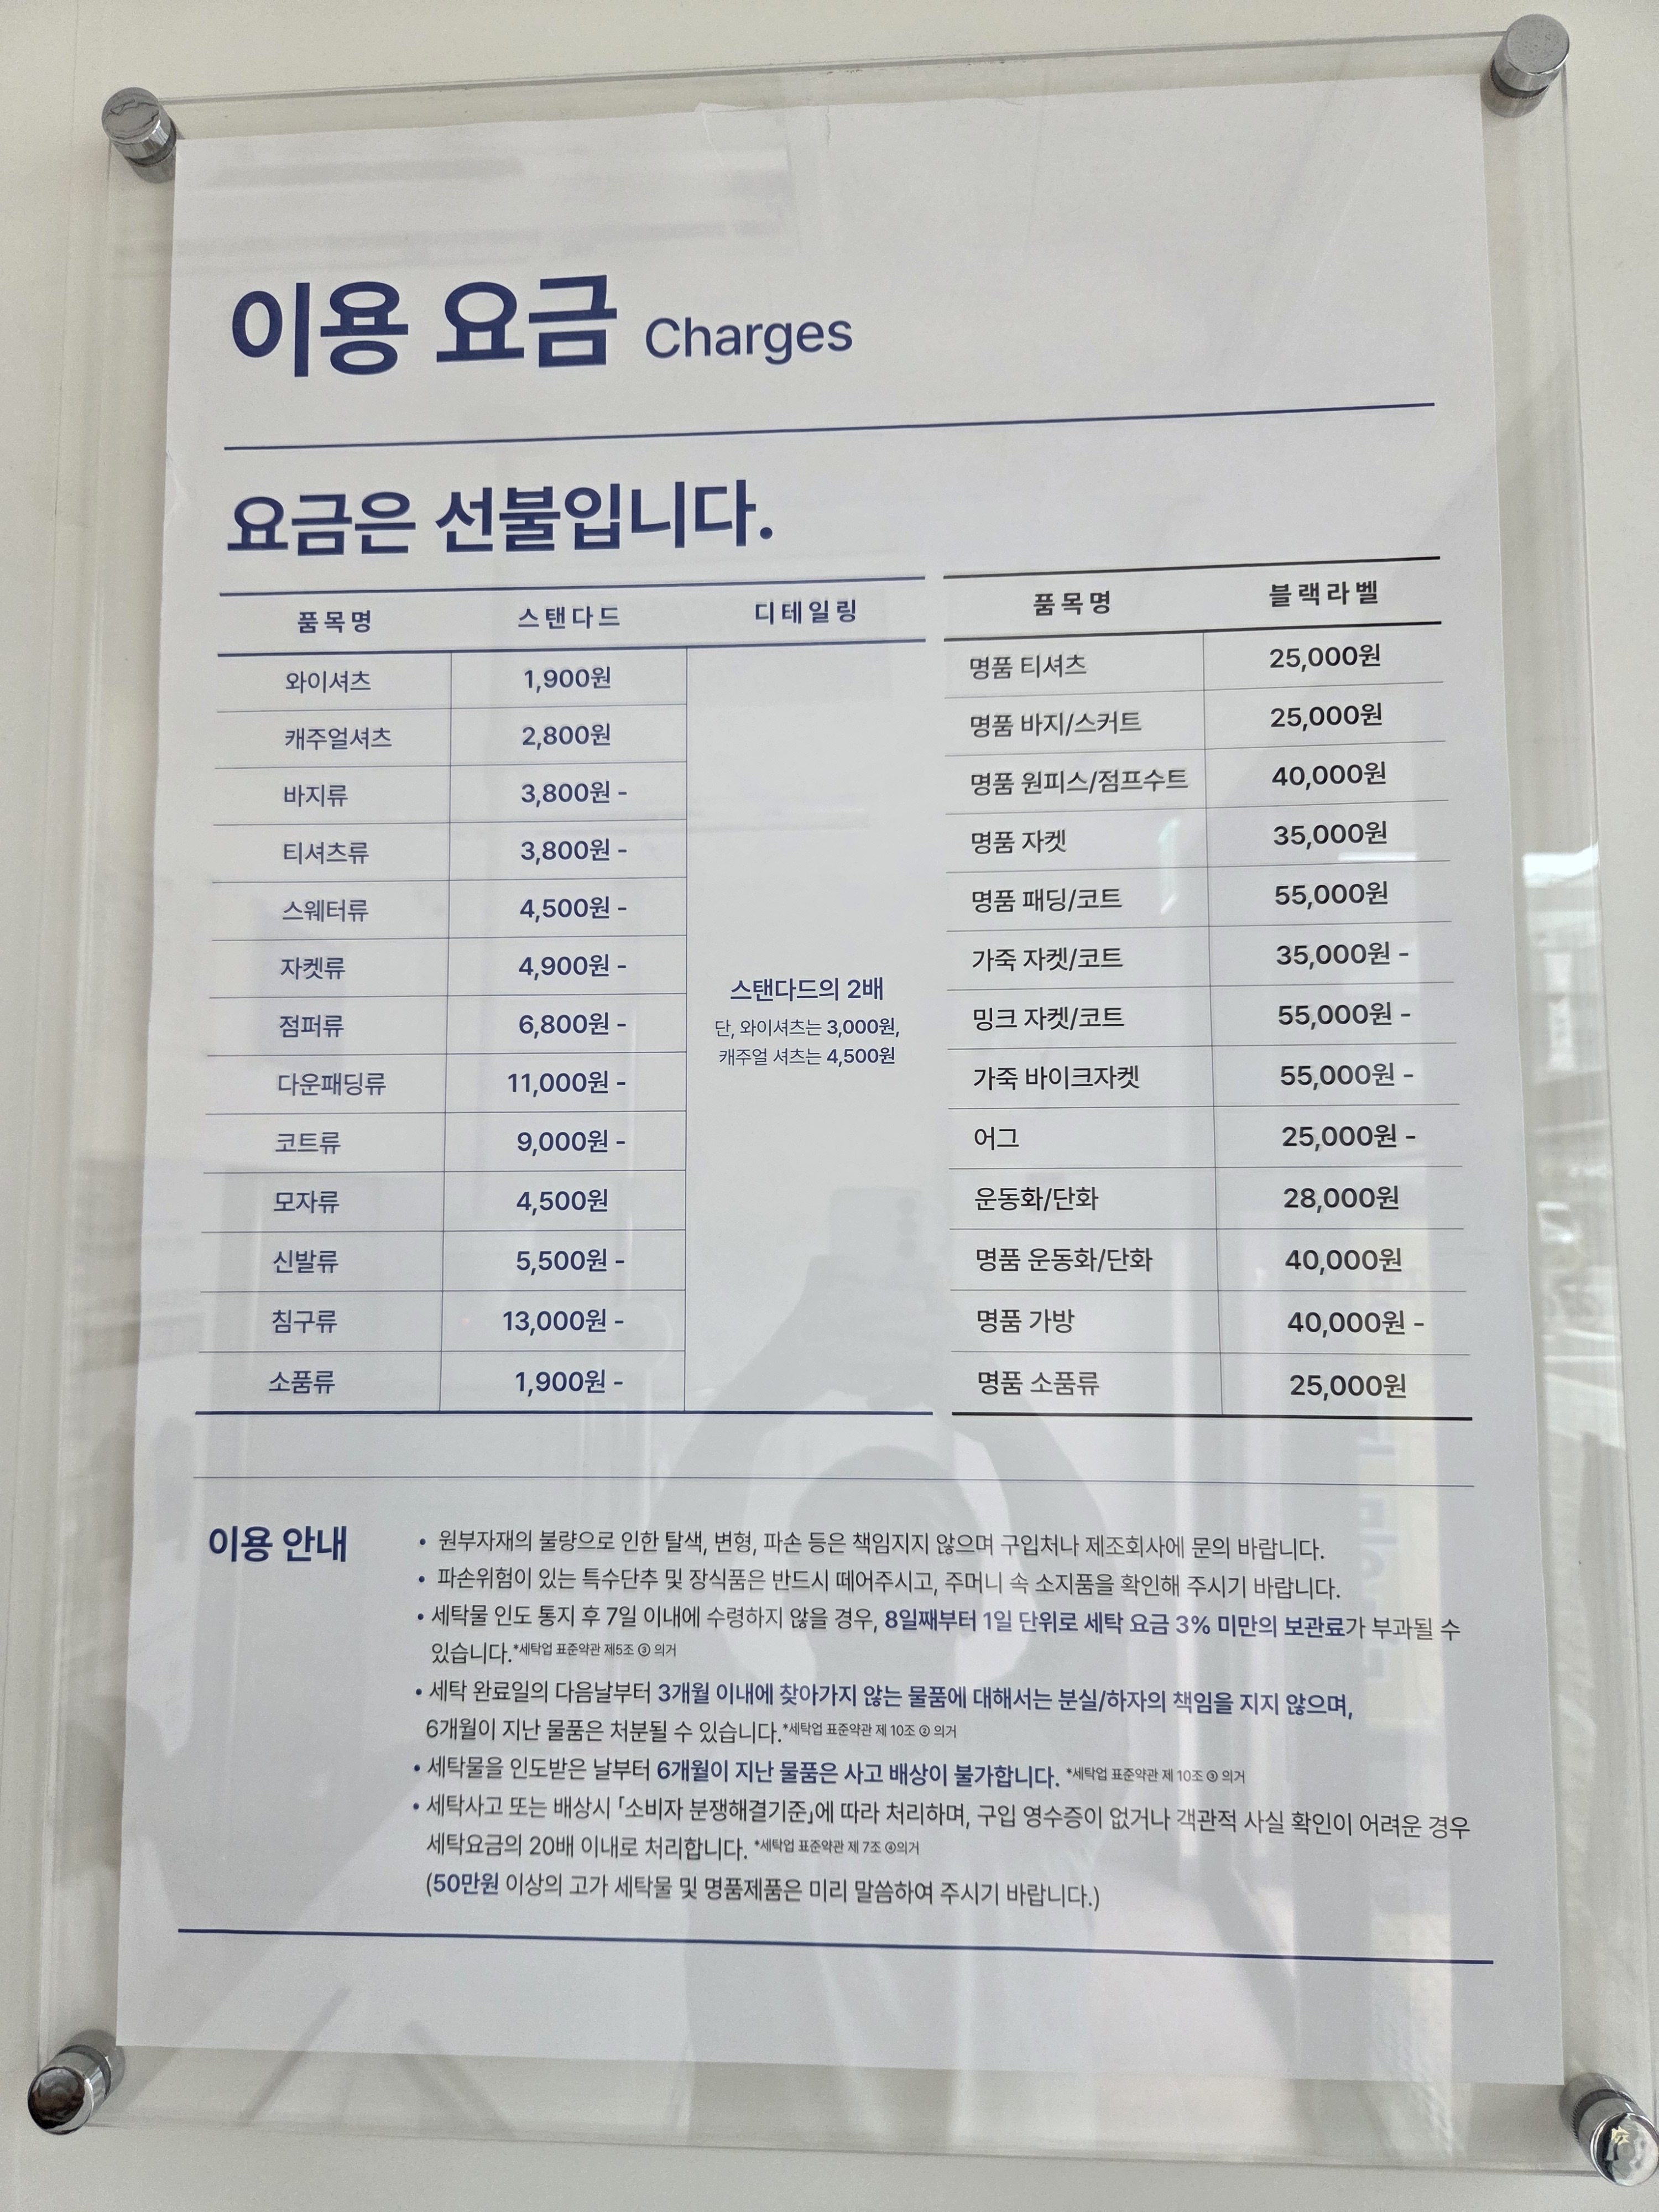 이용 요금 Charges
요금은 선불입니다.
품목명 스탠다드 디테일링
와이셔츠 1,900원
캐주얼셔츠 2,800원
바지류 3,800원 -
티셔츠류 3,800원 -
스웨터류 4,500원 -
자켓류 4,900원 -
점퍼류 6,800원 -
다운패딩류 11,000원 -
코트류 9,000원 -
모자류 4,500원
신발류 5,500원 -
침구류 13,000원 -
소품류 1,900원 -
스탠다드의 2배
단, 와이셔츠는 3,000원,
캐주얼 셔츠는 4,500원
품목명 블랙라벨
명품 티셔츠 25,000원
명품 바지/스커트 25,000원
명품 원피스/점프수트 40,000원
명품 자켓 35,000원
명품 패딩/코트 55,000원
가죽 자켓/코트 35,000원 -
밍크 자켓/코트 55,000원 -
가죽 바이크자켓 55,000원 -
어그 25,000원 -
운동화/단화 28,000원
명품 운동화/단화 40,000원
명품 가방 40,000원 -
명품 소품류 25,000원
이용 안내
• 원부자재의 불량으로 인한 탈색, 변형, 파손 등은 책임지지 않으며 구입처나 제조회사에 문의 바랍니다.
• 파손위험이 있는 특수단추 및 장식품은 반드시 떼어주시고, 주머니 속 소지품을 확인해 주시기 바랍니다.
• 세탁물 인도 통지 후 7일 이내에 수령하지 않을 경우, 8일째부터 1일 단위로 세탁 요금 3% 미만의 보관료가 부과될 수
있습니다.*세탁업 표준약관 제5조 ③ 의거
• 세탁 완료일의 다음날부터 3개월 이내에 찾아가지 않는 물품에 대해서는 분실/하자의 책임을 지지 않으며,
6개월이 지난 물품은 처분될 수 있습니다.*세탁업 표준약관 제 10조 의거
• 세탁물을 인도받은 날부터 6개월이 지난 물품은 사고 배상이 불가합니다. *세탁업 표준약관 제 10조 의거
• 세탁사고 또는 배상시 「소비자 분쟁해결기준」에 따라 처리하며, 구입 영수증이 없거나 객관적 사실 확인이 어려운 경우
세탁요금의 20배 이내로 처리합니다. *세탁업 표준약관 제 7조 의거
(50만원 이상의 고가 세탁물 및 명품제품은 미리 말씀하여 주시기 바랍니다.)